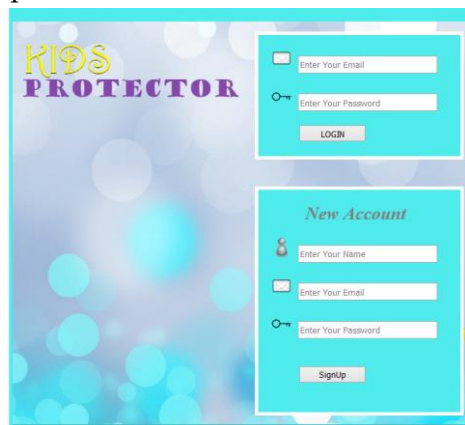 KIDS
PROTECTOR
Enter Your Email
Enter Your Password
LOGIN
New Account
Enter Your Name
Enter Your Email
Enter Your Password
SignUp